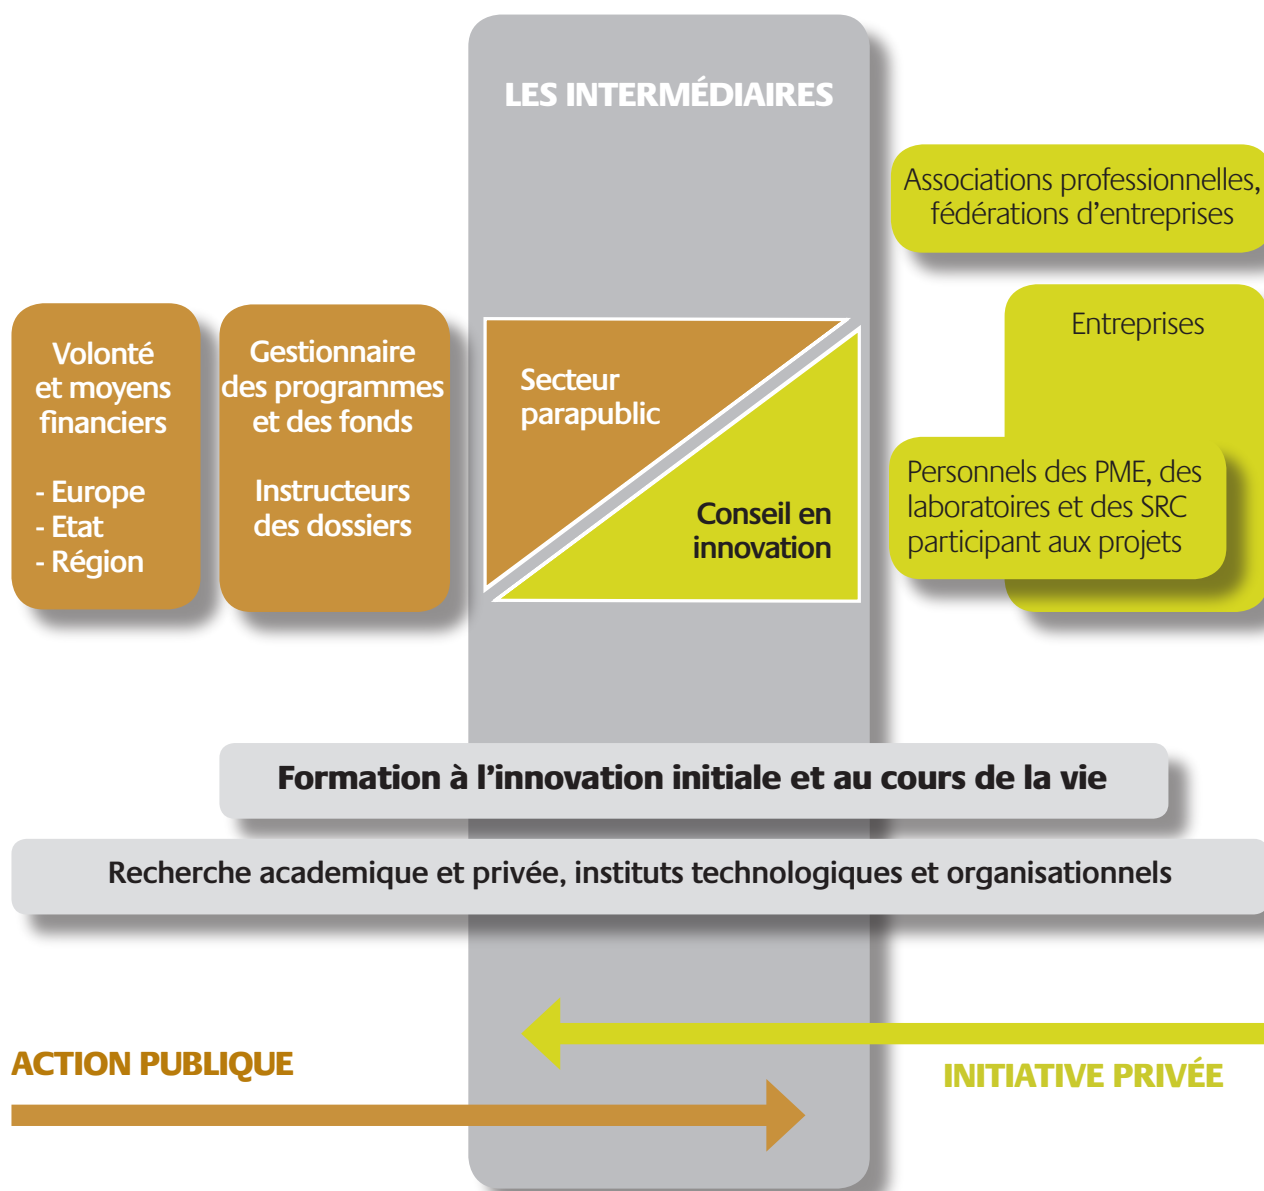 LES INTERMÉDIAIRES
Associations professionnelles,
fédérations d'entreprises
Volonté
et moyens
financiers
- Europe
- Etat
- Région
Gestionnaire
des programmes
et des fonds
Instructeurs
des dossiers
Secteur
parapublic
Conseil en
innovation
Entreprises
Personnels des PME, des
laboratoires et des SRC
participant aux projets
Formation à l'innovation initiale et au cours de la vie
Recherche academique et privée, instituts technologiques et organisationnels
ACTION PUBLIQUE
INITIATIVE PRIVÉE